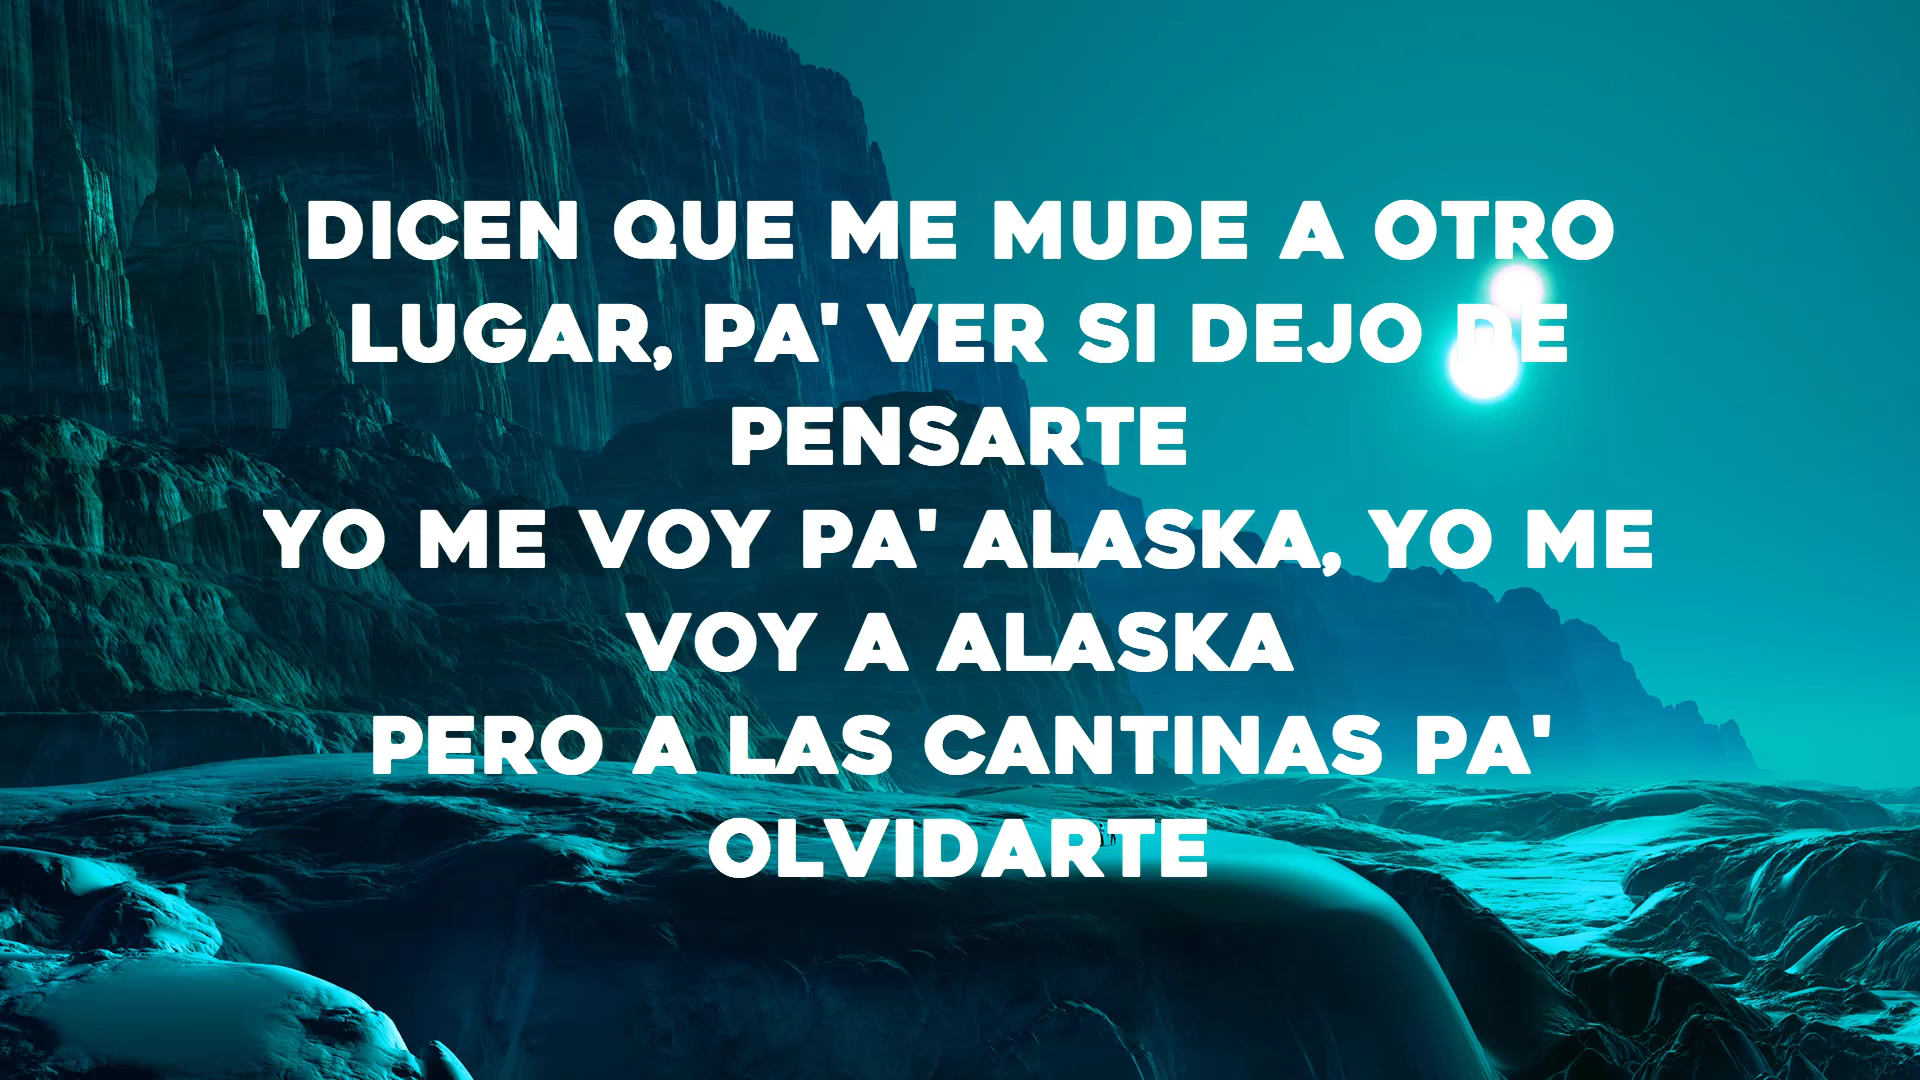 DICEN QUE ME MUDE A OTRO
LUGAR, PA' VER SI DEJO DE
PENSARTE
YO ME VOY PA' ALASKA, YO ME
VOY A ALASKA
PERO A LAS CANTINAS PA'
OLVIDARTE